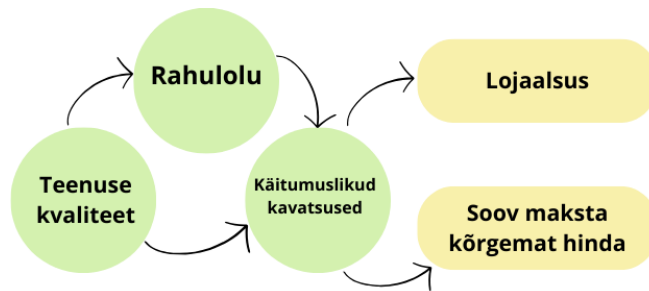 Rahulolu
Teenuse
kvaliteet
Käitumuslikud
kavatsused
Lojaalsus
Soov maksta
kõrgemat hinda